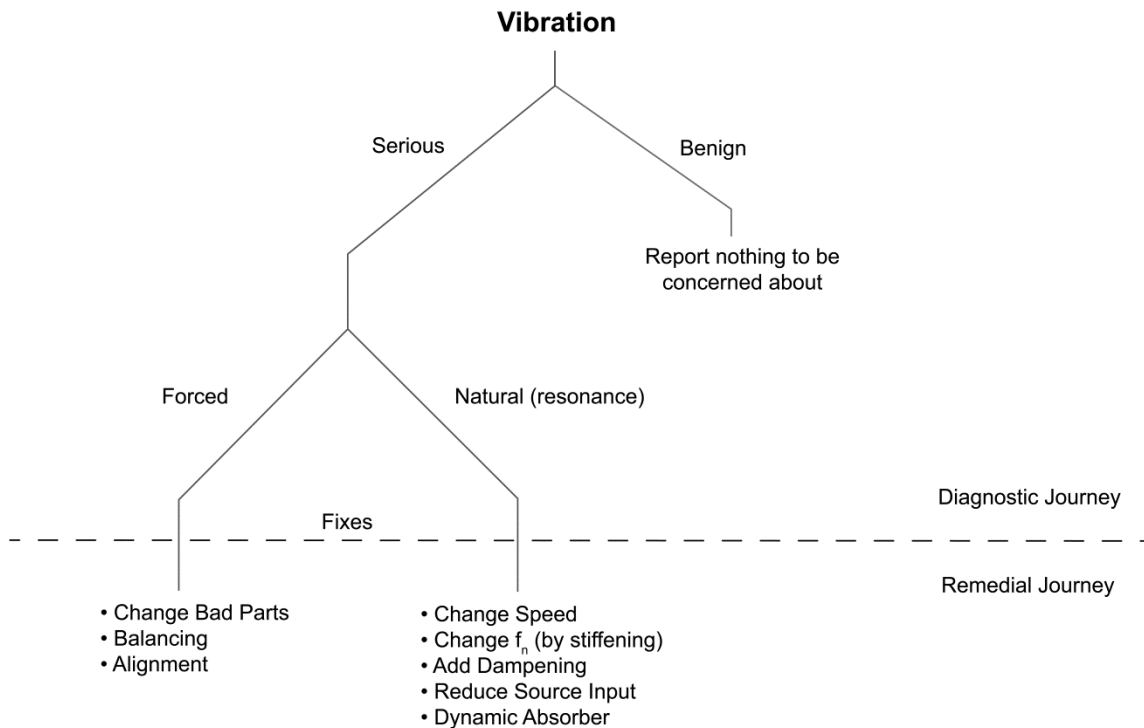 Vibration
Serious
Benign
Report nothing to be
concerned about
Forced
Natural (resonance)
Diagnostic Journey
Fixes
Remedial Journey
• Change Bad Parts
• Balancing
• Alignment
• Change Speed
• Change fn (by stiffening)
• Add Dampening
• Reduce Source Input
• Dynamic Absorber